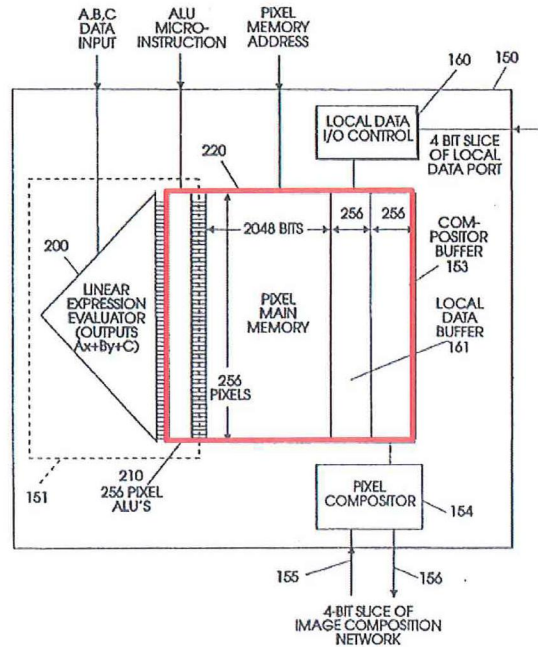 A,B,C
DATA
INPUT
ALU
MICRO-
INSTRUCTION
PIXEL
MEMORY
ADDRESS
160
150
LOCAL DATA
I/O CONTROL
4 BIT SLICE
OF LOCAL
DATA PORT
220
200
2048 BITS
256
256
COM-
POSITOR
BUFFER
153
LINEAR
EXPRESSION
EVALUATOR
(OUTPUTS
Ax+By+C)
PIXEL
MAIN
MEMORY
LOCAL
DATA
BUFFER
161
256
PIXELS
151
210
256 PIXEL
ALU'S
PIXEL
COMPOSITOR
154
155
156
4-BIT SLICE OF
IMAGE COMPOSITION
NETWORK